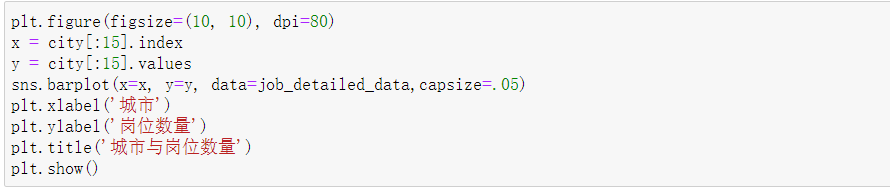 plt.figure(figsize=(10, 10), dpi=80)
x = city[:15].index
y = city[:15].values
sns.barplot(x=x, y=y, data=job_detailed_data,capsize=.05)
plt.xlabel('城市')
plt.ylabel('岗位数量')
plt.title('城市与岗位数量')
plt.show()